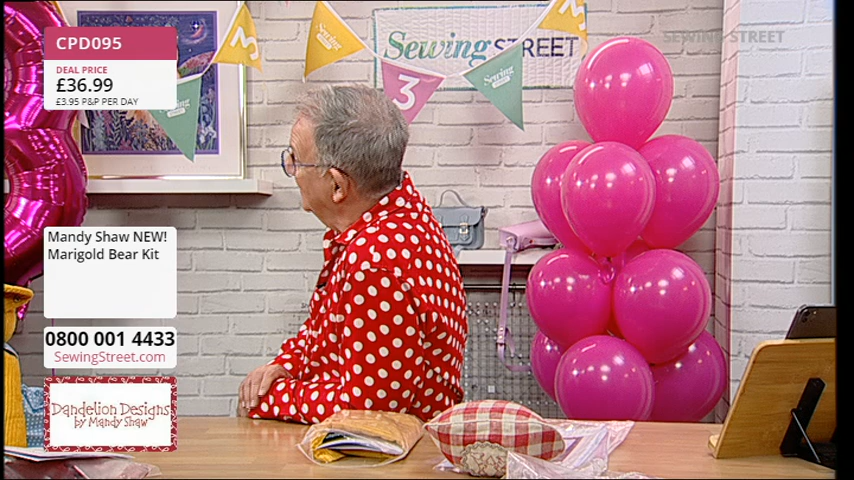 CPD095
DEAL PRICE
£36.99
£3.95 P&P PER DAY
Mandy Shaw NEW!
Marigold Bear Kit
0800 001 4433
SewingStreet.com
Dandelion Designs
by Mandy Shaw
Sewing STREET
SEWING STREET
3